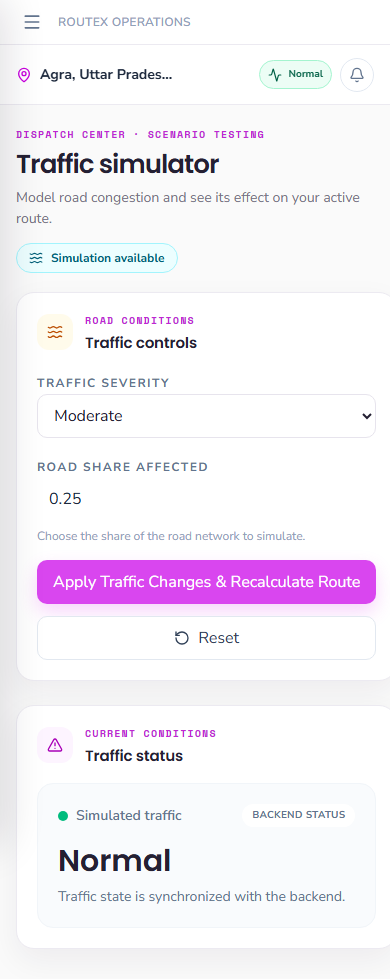 ROUTEX OPERATIONS
Agra, Uttar Prades...
Normal
DISPATCH CENTER · SCENARIO TESTING
Traffic simulator
Model road congestion and see its effect on your active
route.
Simulation available
ROAD CONDITIONS
Traffic controls
TRAFFIC SEVERITY
Moderate
ROAD SHARE AFFECTED
0.25
Choose the share of the road network to simulate.
Apply Traffic Changes & Recalculate Route
Reset
CURRENT CONDITIONS
Traffic status
Simulated traffic
BACKEND STATUS
Normal
Traffic state is synchronized with the backend.